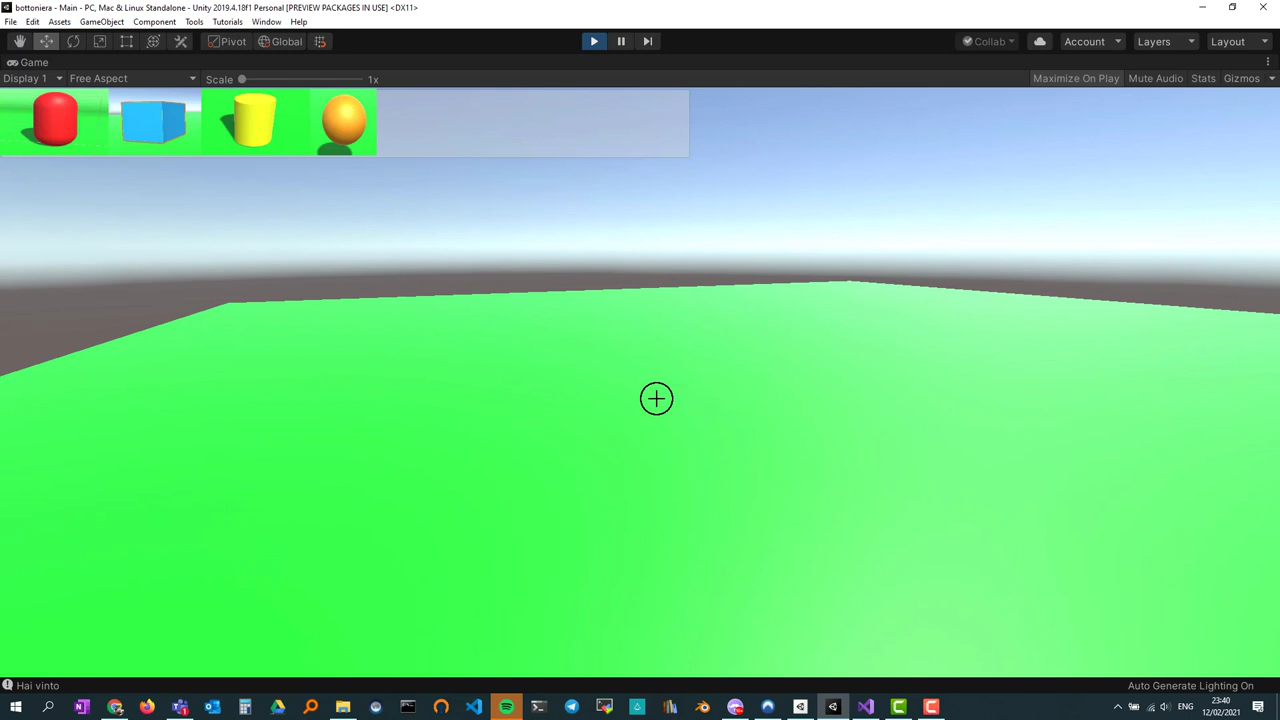 bottoniera - Main - PC, Mac & Linux Standalone - Unity 2019.4.18f1 Personal [PREVIEW PACKAGES IN USE] <DX11>
File Edit Assets GameObject Component Tools Tutorials Window Help
Pivot Global Collab Account Layers Layout
Game
Display 1 Free Aspect Scale 1x Maximize On Play Mute Audio Stats Gizmos
Hai vinto
Auto Generate Lighting On
ENG
23:40
12/02/2021